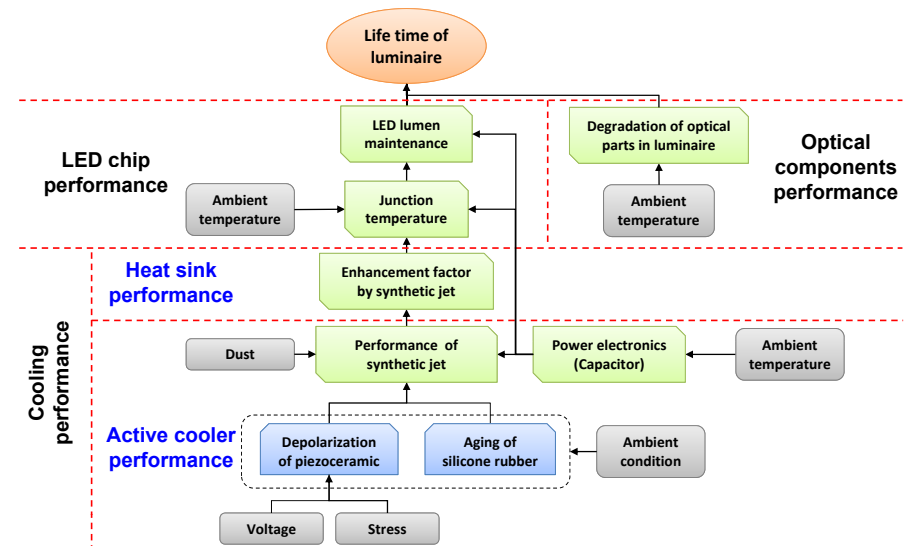 Life time of
luminaire
LED lumen
maintenance
Degradation of optical
parts in luminaire
Optical
components
performance
LED chip
performance
Ambient
temperature
Junction
temperature
Ambient
temperature
Heat sink
performance
Enhancement factor
by synthetic jet
Cooling
performance
Dust
Performance of
synthetic jet
Power electronics
(Capacitor)
Ambient
temperature
Active cooler
performance
Depolarization
of piezoceramic
Aging of
silicone rubber
Ambient
condition
Voltage
Stress